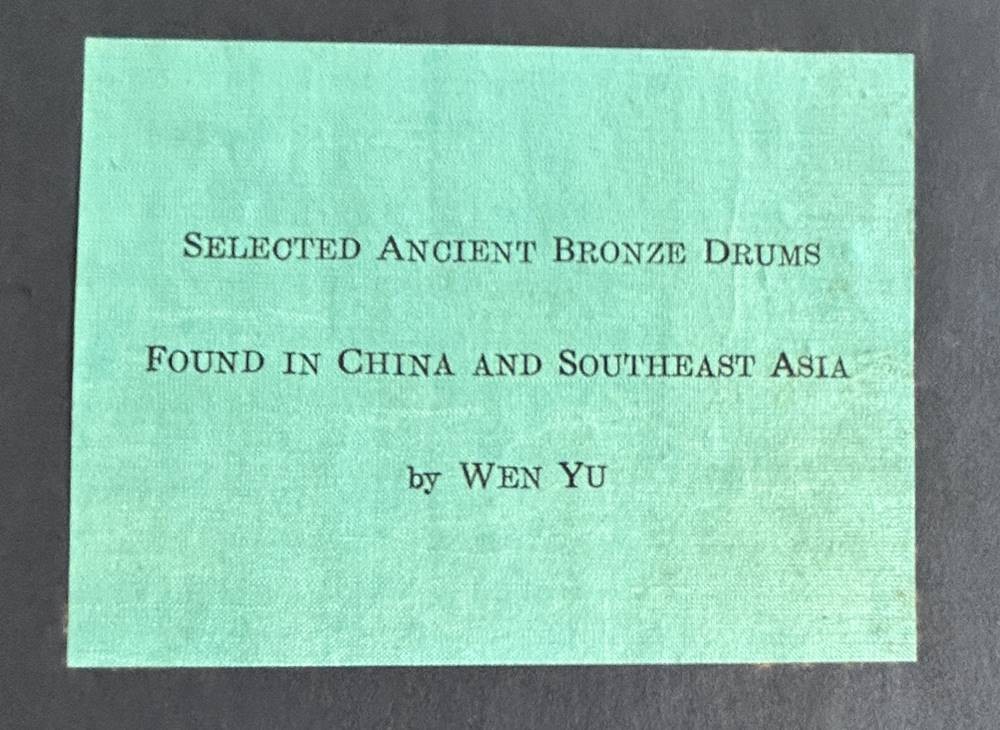 Selected Ancient Bronze Drums
Found in China and Southeast Asia
by Wen Yu